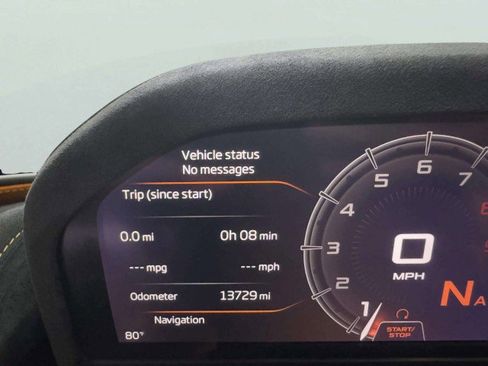 Vehicle status
No messages
Trip (since start)
0.0 mi 0h 08 min
--- mpg --- mph
Odometer 13729 mi
Navigation
80°F
1
2
3
4
5
6
7
8
0
MPH
N A
START/
STOP